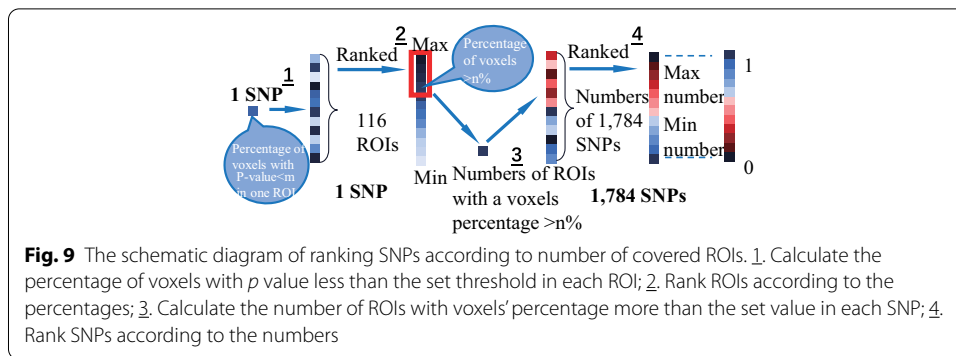 1 SNP
1
Percentage of
voxels with
P-value<m
in one ROI
116
ROIs
1 SNP
Ranked
2
Max
Min
Percentage
of voxels
>n%
3
Numbers of ROIs
with a voxels
percentage >n%
Numbers
of 1,784
SNPs
1,784 SNPs
Ranked
4
Max
number
Min
number
1
0
Fig. 9 The schematic diagram of ranking SNPs according to number of covered ROIs. 1. Calculate the
percentage of voxels with p value less than the set threshold in each ROI; 2. Rank ROIs according to the
percentages; 3. Calculate the number of ROIs with voxels' percentage more than the set value in each SNP; 4.
Rank SNPs according to the numbers